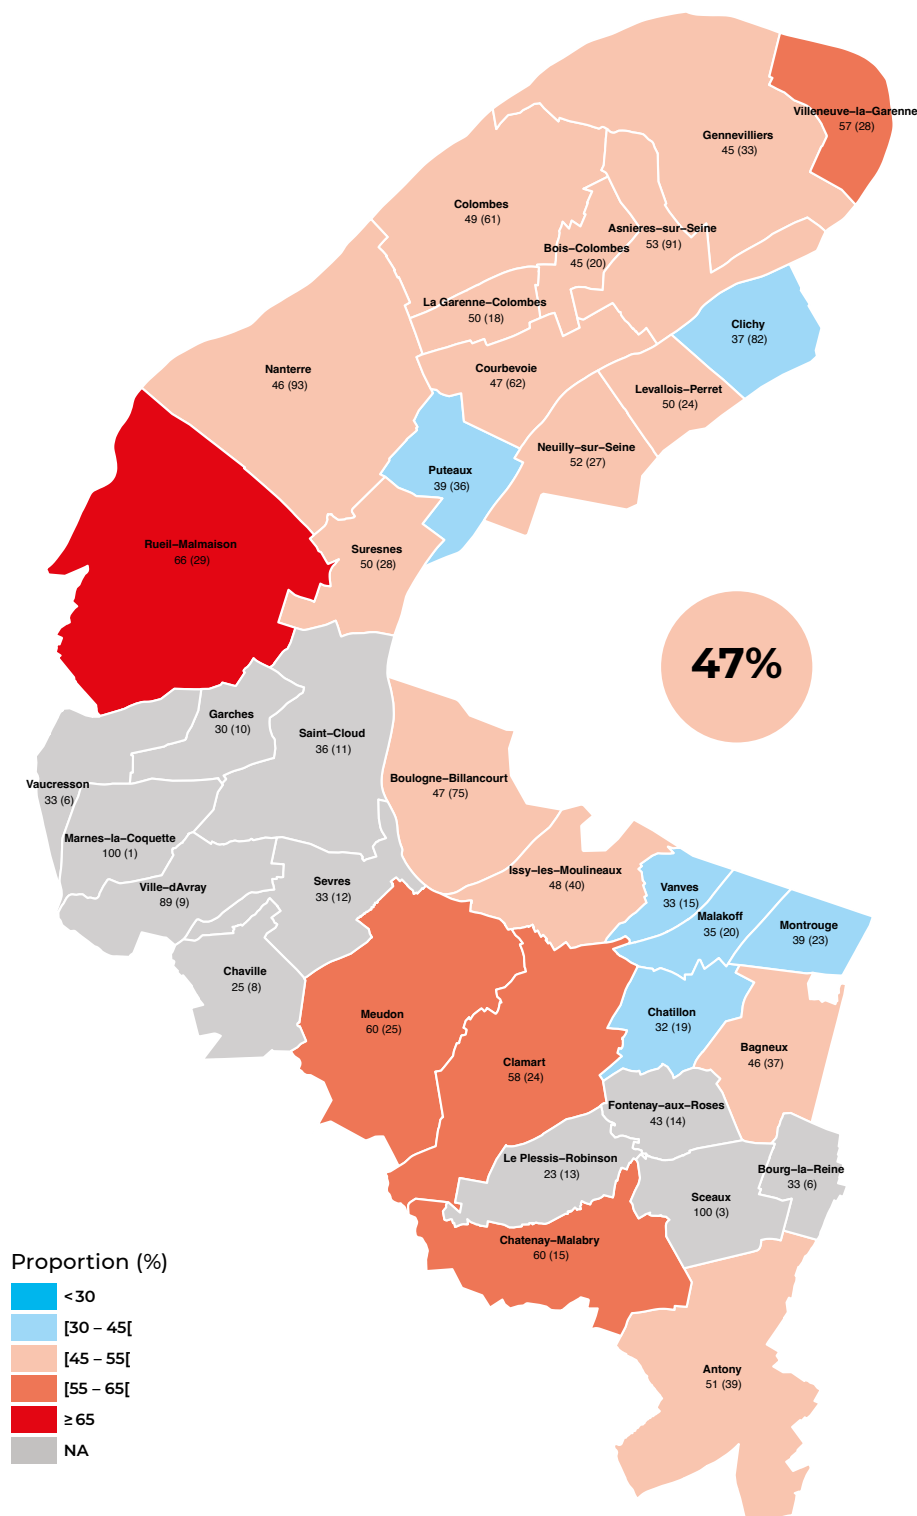 Villeneuve–la–Garenne
57 (28)
Gennevilliers
45 (33)
Colombes
49 (61)
Asnieres–sur–Seine
53 (91)
Bois–Colombes
45 (20)
La Garenne–Colombes
50 (18)
Clichy
37 (82)
Nanterre
46 (93)
Courbevoie
47 (62)
Levallois–Perret
50 (24)
Neuilly–sur–Seine
52 (27)
Puteaux
39 (36)
Rueil–Malmaison
66 (29)
Suresnes
50 (28)
47%
Garches
30 (10)
Saint–Cloud
36 (11)
Vaucresson
33 (6)
Boulogne–Billancourt
47 (75)
Marnes–la–Coquette
100 (1)
Ville–dAvray
89 (9)
Sevres
33 (12)
Issy–les–Moulineaux
48 (40)
Vanves
33 (15)
Malakoff
35 (20)
Montrouge
39 (23)
Chaville
25 (8)
Meudon
60 (25)
Chatillon
32 (19)
Bagneux
46 (37)
Clamart
58 (24)
Fontenay–aux–Roses
43 (14)
Le Plessis–Robinson
23 (13)
Bourg–la–Reine
33 (6)
Sceaux
100 (3)
Chatenay–Malabry
60 (15)
Antony
51 (39)
Proportion (%)
< 30
[30 – 45[
[45 – 55[
[55 – 65[
≥ 65
NA